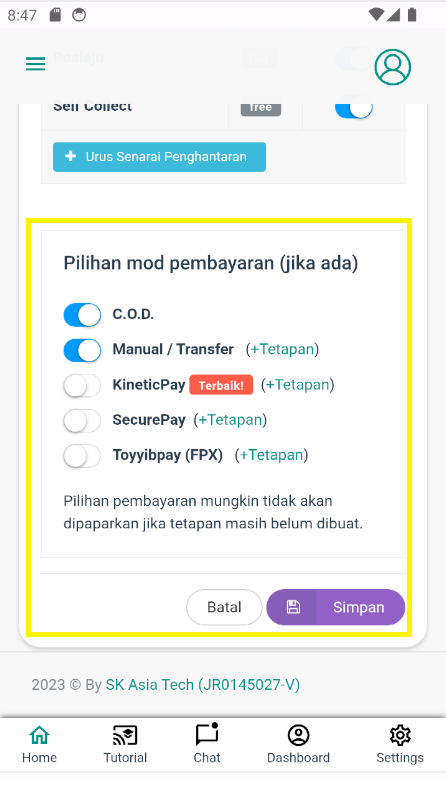 8:47
Self Collect free
+ Urus Senarai Penghantaran
Pilihan mod pembayaran (jika ada)
C.O.D.
Manual / Transfer (+Tetapan)
KineticPay Terbaik! (+Tetapan)
SecurePay (+Tetapan)
Toyyibpay (FPX) (+Tetapan)
Pilihan pembayaran mungkin tidak akan
dipaparkan jika tetapan masih belum dibuat.
Batal Simpan
2023 © By SK Asia Tech (JR0145027-V)
Home Tutorial Chat Dashboard Settings